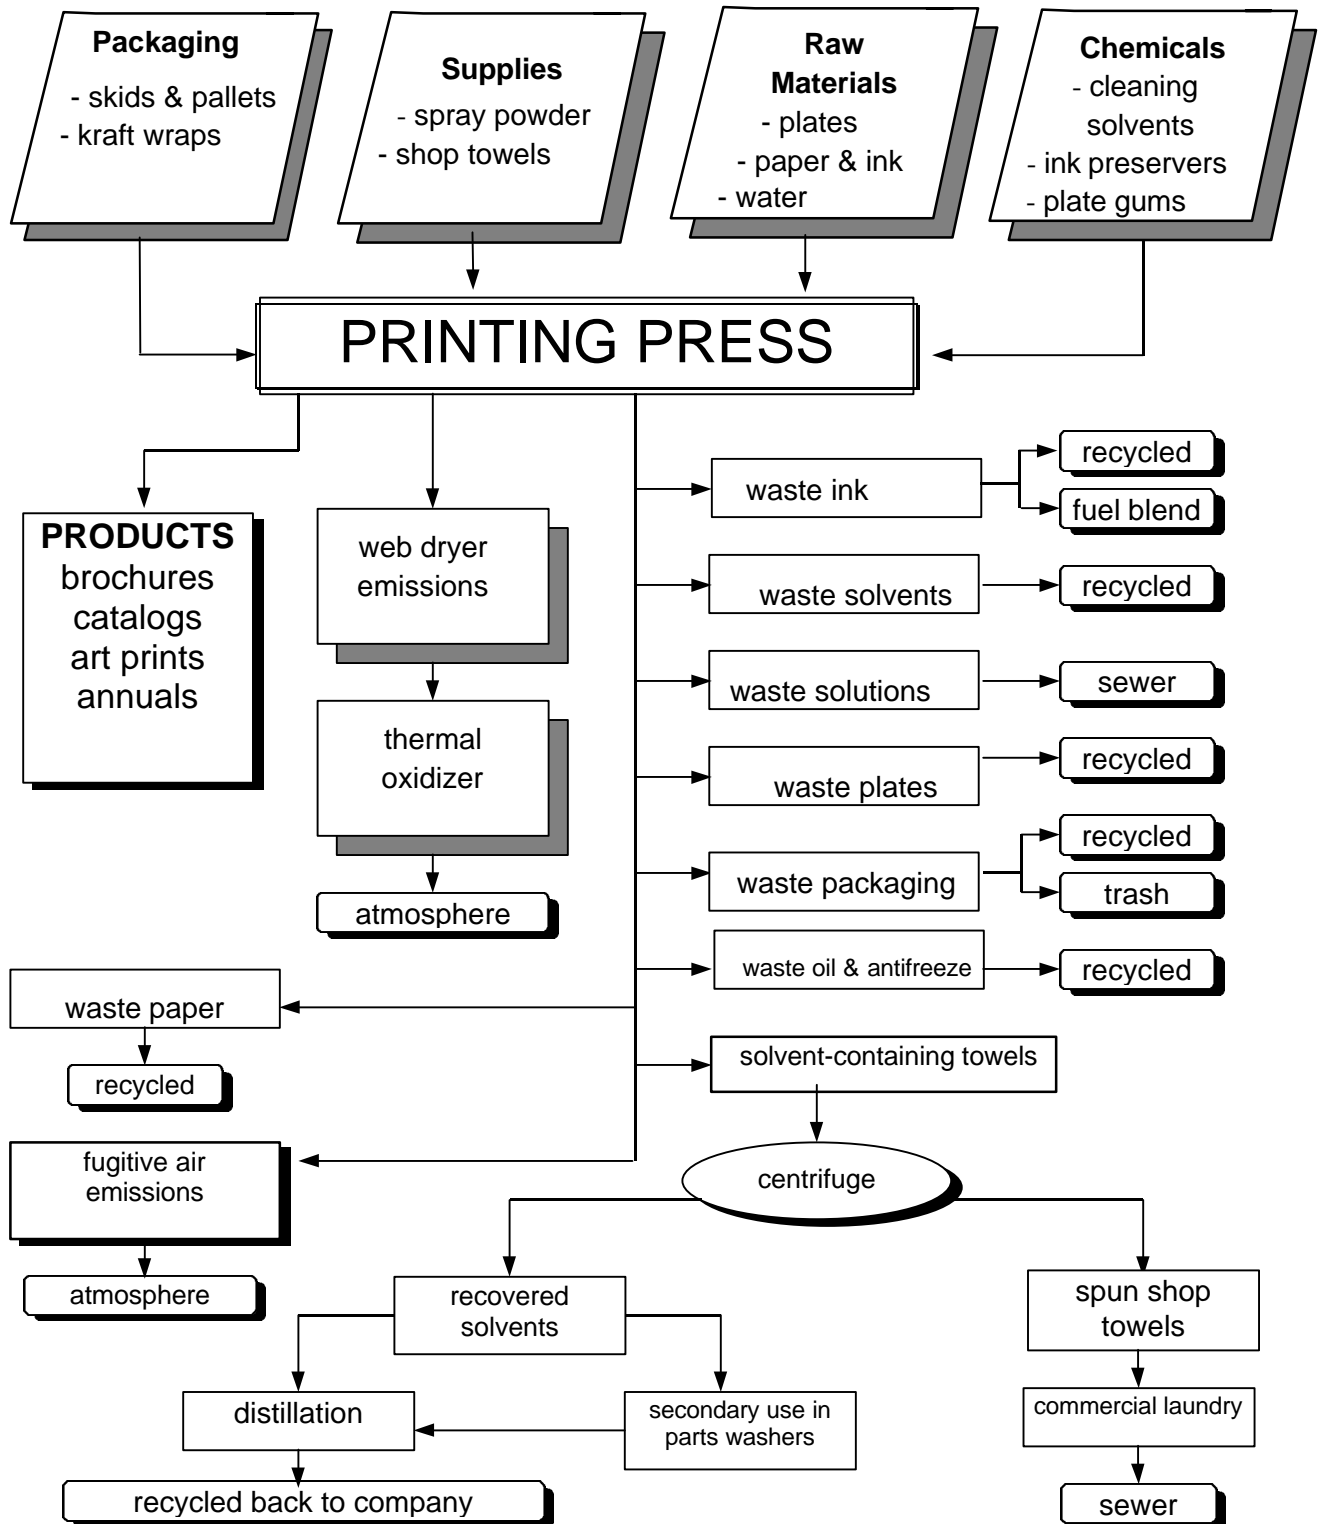 Packaging
- skids & pallets
- kraft wraps
Supplies
- spray powder
- shop towels
Raw
Materials
- plates
- paper & ink
- water
Chemicals
- cleaning
solvents
- ink preservers
- plate gums
PRINTING PRESS
PRODUCTS
brochures
catalogs
art prints
annuals
web dryer
emissions
thermal
oxidizer
atmosphere
waste ink
recycled
fuel blend
waste solvents
recycled
waste solutions
sewer
waste plates
recycled
waste packaging
recycled
trash
waste oil & antifreeze
recycled
waste paper
recycled
solvent-containing towels
fugitive air
emissions
atmosphere
centrifuge
recovered
solvents
spun shop
towels
distillation
secondary use in
parts washers
commercial laundry
recycled back to company
sewer